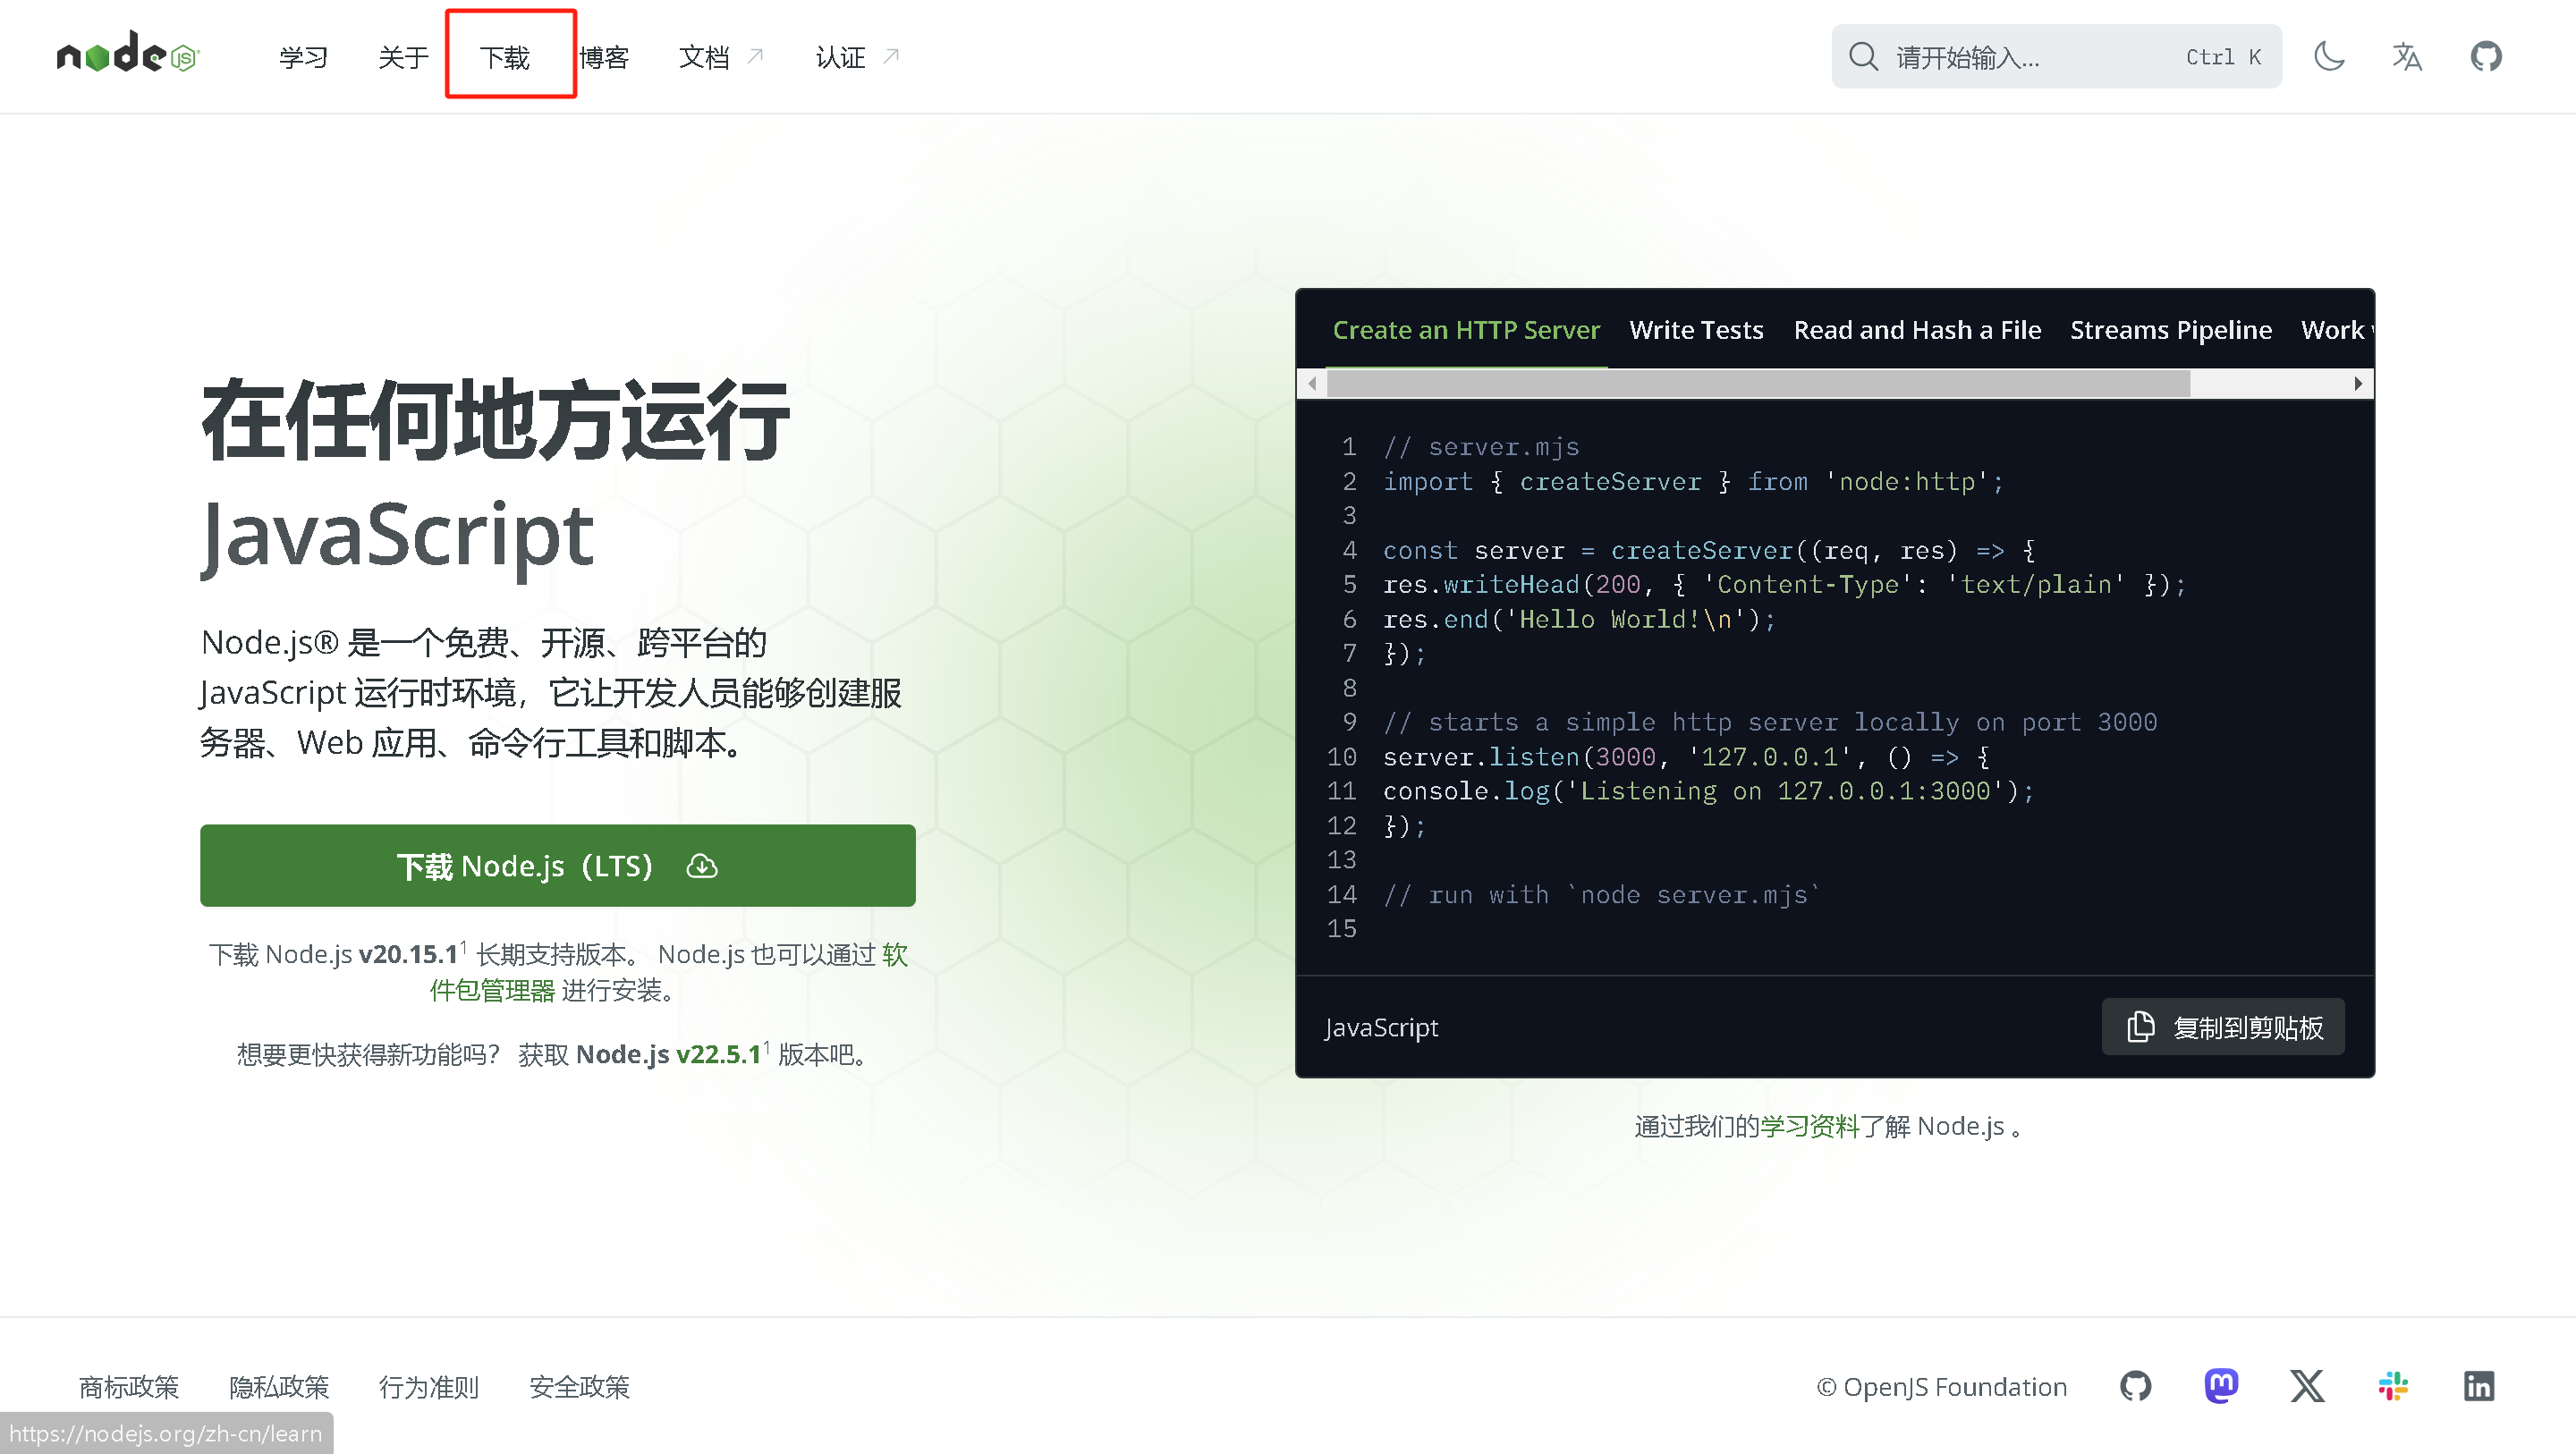 node JS
学习 关于 下载 博客 文档 认证
请开始输入... Ctrl K
在任何地方运行
JavaScript
Node.js® 是一个免费、开源、跨平台的
JavaScript 运行时环境，它让开发人员能够创建服
务器、Web 应用、命令行工具和脚本。
下载 Node.js（LTS）
下载 Node.js v20.15.1¹ 长期支持版本。 Node.js 也可以通过 软
件包管理器 进行安装。
想要更快获得新功能吗？ 获取 Node.js v22.5.1¹ 版本吧。
Create an HTTP Server Write Tests Read and Hash a File Streams Pipeline Work
1 // server.mjs
2 import { createServer } from 'node:http';
3
4 const server = createServer((req, res) => {
5 res.writeHead(200, { 'Content-Type': 'text/plain' });
6 res.end('Hello World!\n');
7 });
8
9 // starts a simple http server locally on port 3000
10 server.listen(3000, '127.0.0.1', () => {
11 console.log('Listening on 127.0.0.1:3000');
12 });
13
14 // run with `node server.mjs`
15
JavaScript 复制到剪贴板
通过我们的学习资料了解 Node.js 。
商标政策 隐私政策 行为准则 安全政策
© OpenJS Foundation
https://nodejs.org/zh-cn/learn